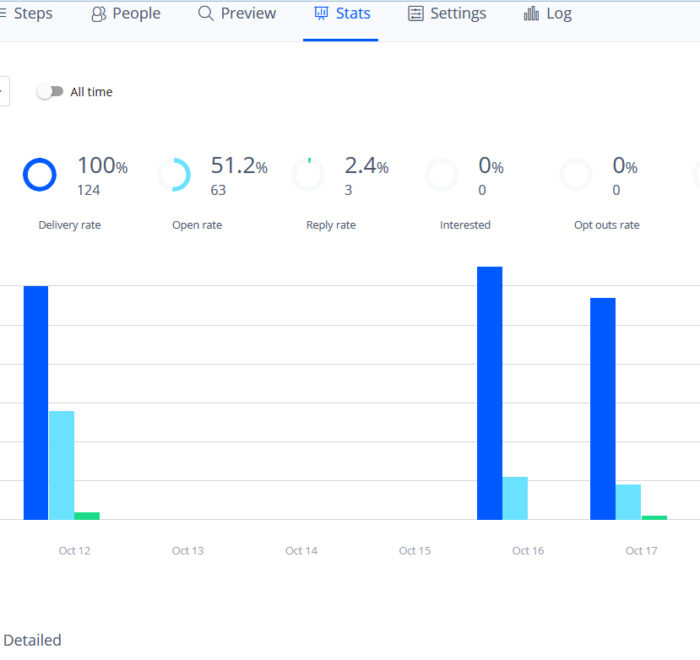 Steps People Preview Stats Settings Log
All time
100% 51.2% 2.4% 0% 0%
124 63 3 0 0
Delivery rate Open rate Reply rate Interested Opt outs rate
Oct 12 Oct 13 Oct 14 Oct 15 Oct 16 Oct 17
Detailed